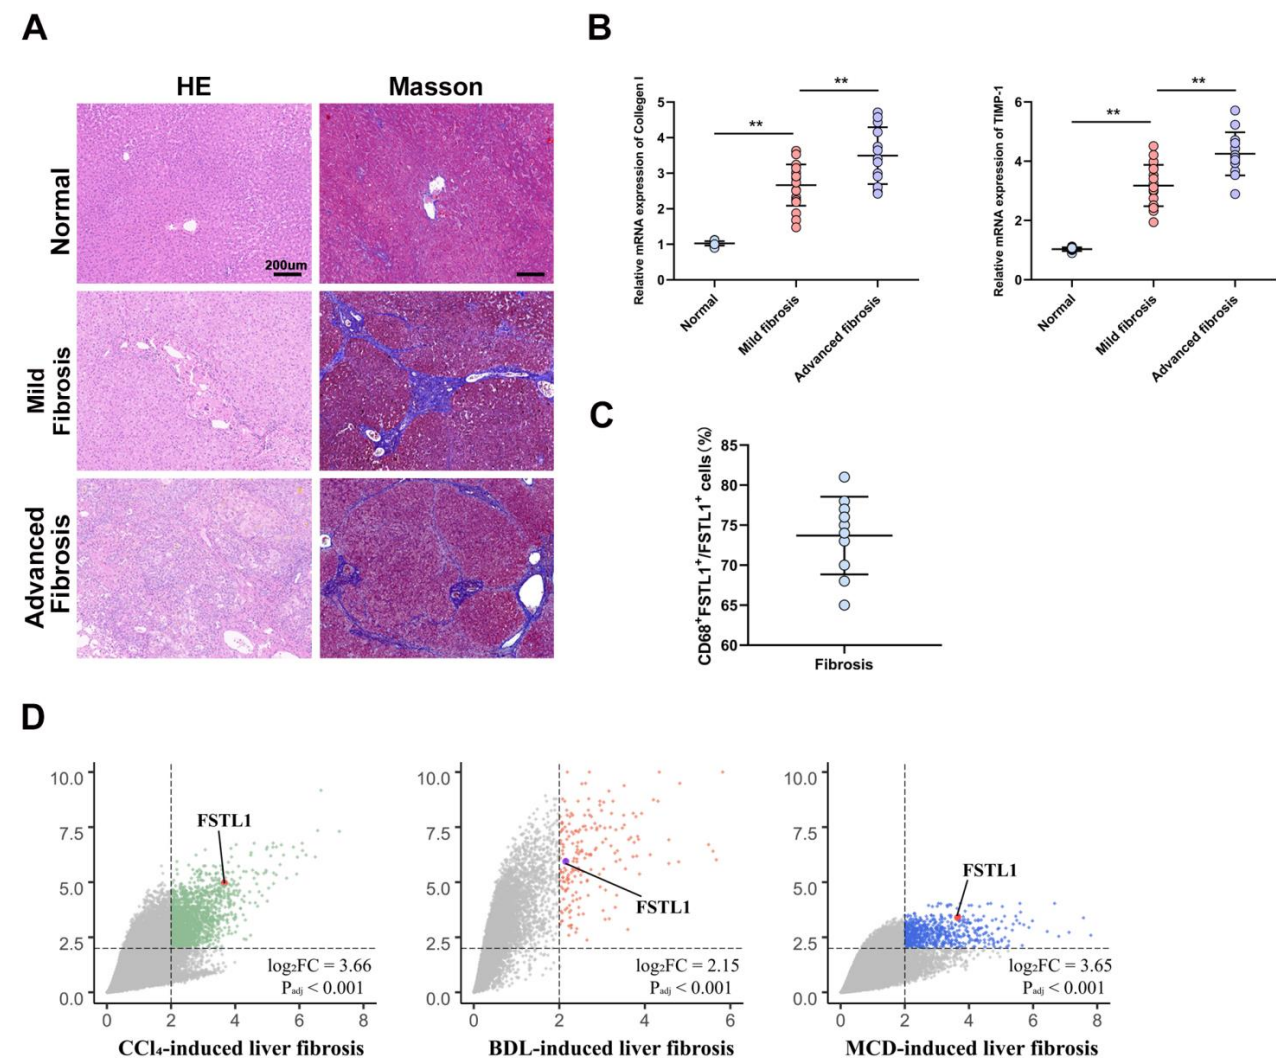 A
HE
Masson
Normal
200um
Mild
Fibrosis
Advanced
Fibrosis
B
Relative mRNA expression of Collegen I
5
4
3
2
1
0
**
**
Normal
Mild fibrosis
Advanced fibrosis
Relative mRNA expression of TIMP-1
6
4
2
0
**
**
Normal
Mild fibrosis
Advanced fibrosis
C
CD68⁺FSTL1⁺/FSTL1⁺ cells(%)
85
80
75
70
65
60
Fibrosis
D
10.0
7.5
5.0
2.5
0.0
FSTL1
log₂FC = 3.66
Padj < 0.001
0 2 4 6 8
CCl₄-induced liver fibrosis
10.0
7.5
5.0
2.5
0.0
FSTL1
log₂FC = 2.15
Padj < 0.001
0 2 4 6
BDL-induced liver fibrosis
10.0
7.5
5.0
2.5
0.0
FSTL1
log₂FC = 3.65
Padj < 0.001
0 2 4 6 8
MCD-induced liver fibrosis